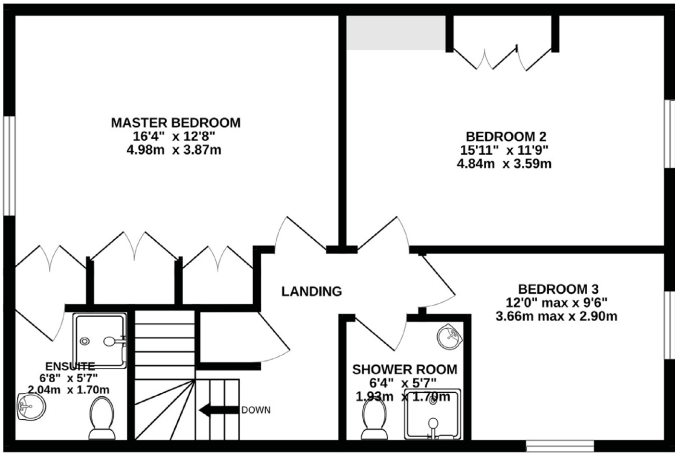 MASTER BEDROOM
16'4" x 12'8"
4.98m x 3.87m
BEDROOM 2
15'11" x 11'9"
4.84m x 3.59m
LANDING
BEDROOM 3
12'0" max x 9'6"
3.66m max x 2.90m
ENSUITE
6'8" x 5'7"
2.04m x 1.70m
SHOWER ROOM
6'4" x 5'7"
1.93m x 1.70m
DOWN